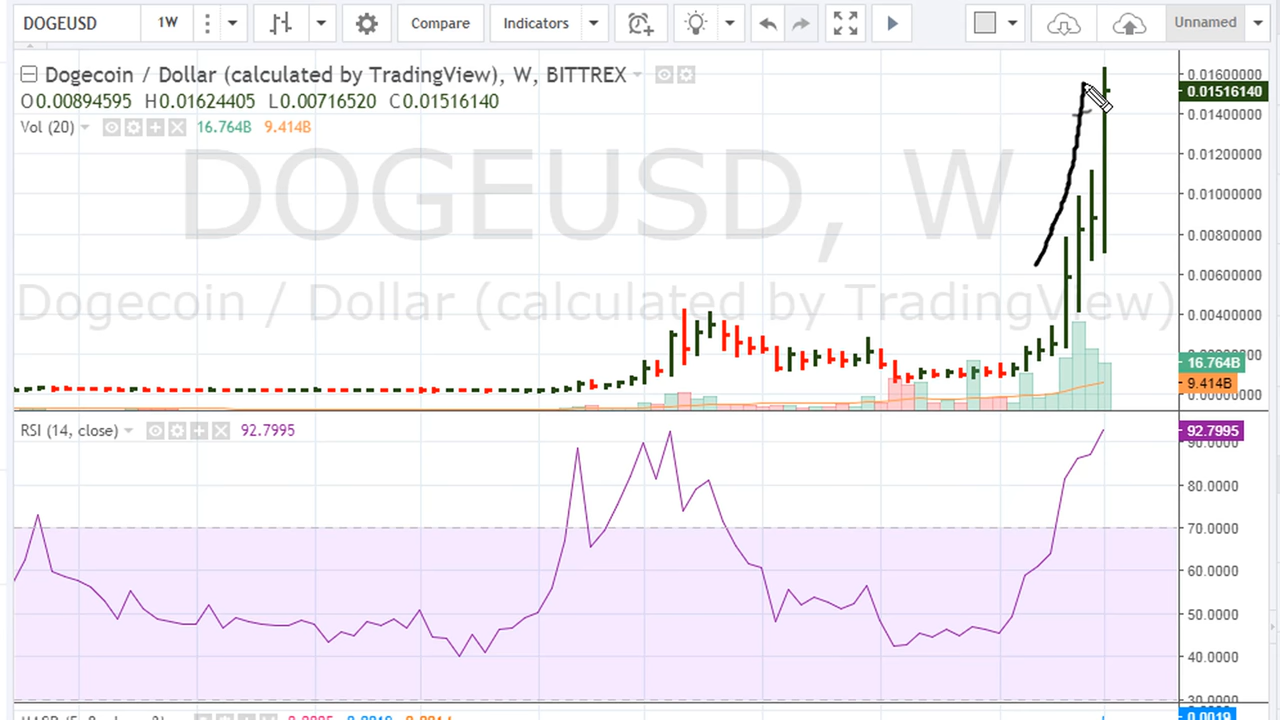 DOGEUSD 1W Compare Indicators Unnamed
Dogecoin / Dollar (calculated by TradingView), W, BITTREX
O0.00894595 H0.01624405 L0.00716520 C0.01516140
Vol (20) 16.764B 9.414B
DOGEUSD, W
Dogecoin / Dollar (calculated by TradingView)
0.01600000
0.01516140
0.01400000
0.01200000
0.01000000
0.00800000
0.00600000
0.00400000
16.764B
9.414B
0.00000000
RSI (14, close) 92.7995
92.7995
90.0000
80.0000
70.0000
60.0000
50.0000
40.0000
30.0000
0.0019